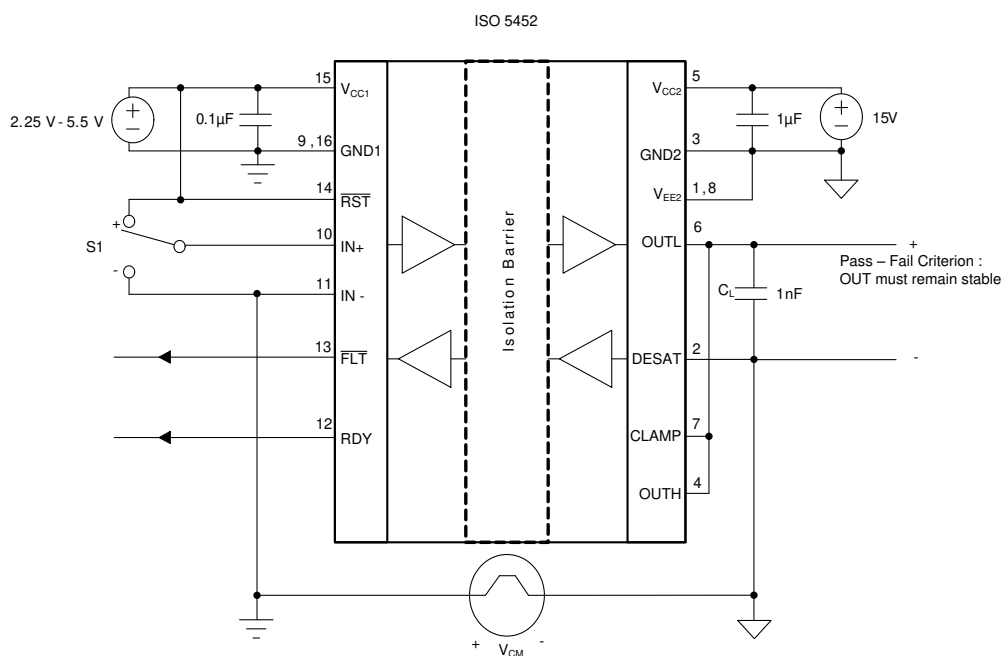 ISO 5452
15
5
VCC1
VCC2
2.25 V - 5.5 V
+
−
0.1µF
1µF
+
−
15V
9 ,16
GND1
3
GND2
14
RST
1,8
VEE2
+
S1
-
10
IN+
6
OUTL
+
Pass – Fail Criterion :
OUT must remain stable
11
IN -
CL
1nF
Isolation Barrier
13
FLT
DESAT
2
-
12
RDY
7
CLAMP
4
OUTH
+
VCM
-